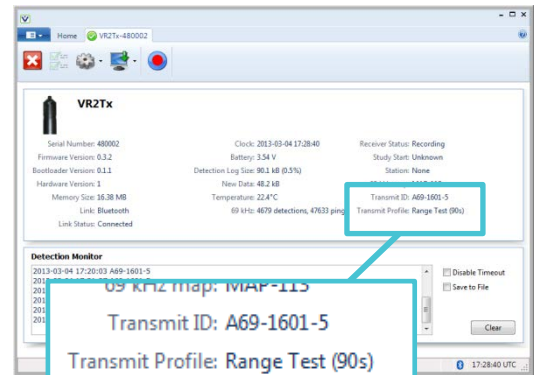 Home VR2Tx-480002
VR2Tx
Serial Number: 480002 Clock: 2013-03-04 17:28:40 Receiver Status: Recording
Firmware Version: 0.3.2 Battery: 3.54 V Study Start: Unknown
Bootloader Version: 0.1.1 Detection Log Size: 90.1 kB (0.5%) Station: None
Hardware Version: 1 New Data: 48.2 kB
Memory Size: 16.38 MB Temperature: 22.4°C Transmit ID: A69-1601-5
Link: Bluetooth 69 kHz: 4679 detections, 47633 ping Transmit Profile: Range Test (90s)
Link Status: Connected
Detection Monitor
2013-03-04 17:20:03 A69-1601-5
Disable Timeout
Save to File
Clear
69 kHz map: MAP-113
Transmit ID: A69-1601-5
Transmit Profile: Range Test (90s)
17:28:40 UTC